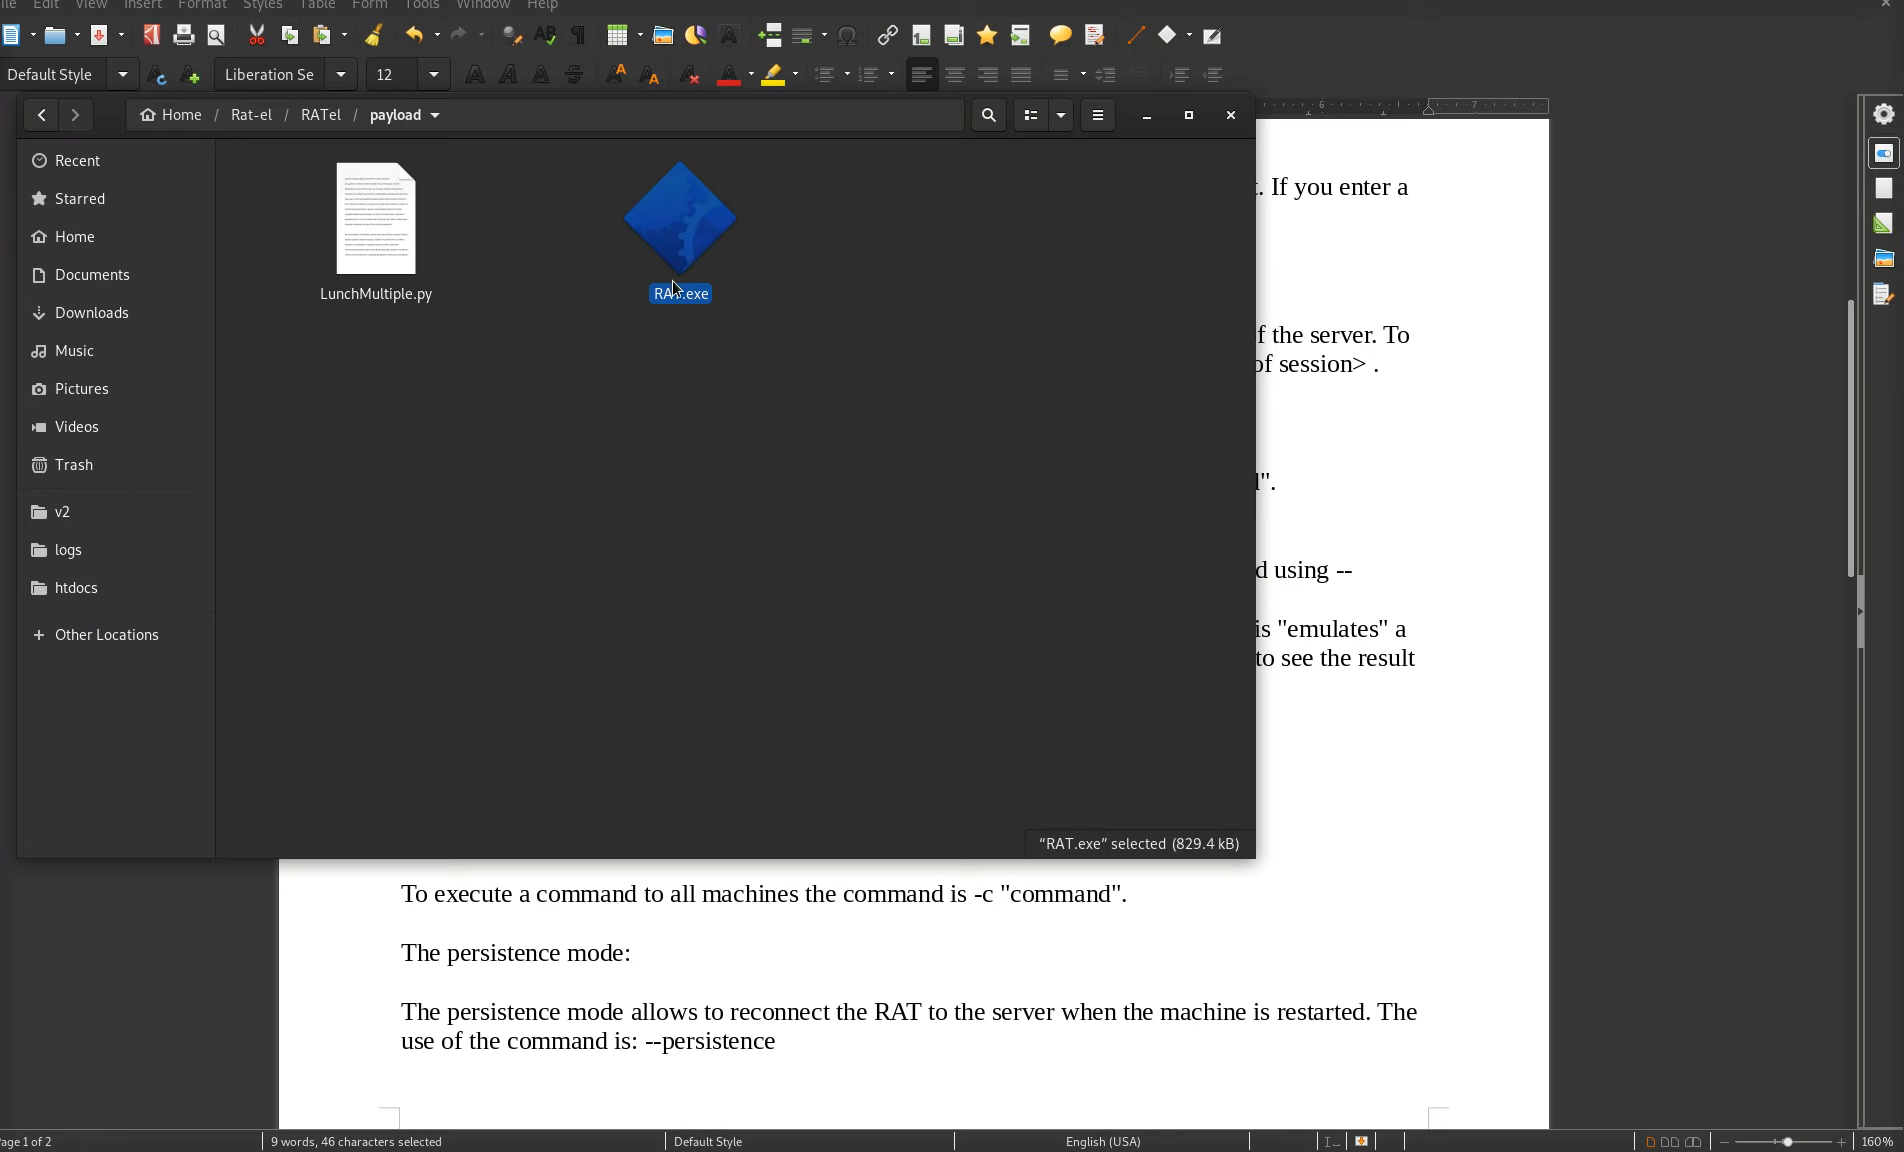 File Edit View Insert Format Styles Table Form Tools Window Help
Default Style Liberation Se 12
Home / Rat-el / RATel / payload
6 7
Recent
Starred
Home
Documents
Downloads
Music
Pictures
Videos
Trash
v2
logs
htdocs
+ Other Locations
LunchMultiple.py
RAT.exe
"RAT.exe" selected (829.4 kB)
t. If you enter a
f the server. To
of session> .
d".
d using --
is "emulates" a
to see the result
To execute a command to all machines the command is -c "command".
The persistence mode:
The persistence mode allows to reconnect the RAT to the server when the machine is restarted. The
use of the command is: --persistence
age 1 of 2 9 words, 46 characters selected Default Style English (USA) 160%